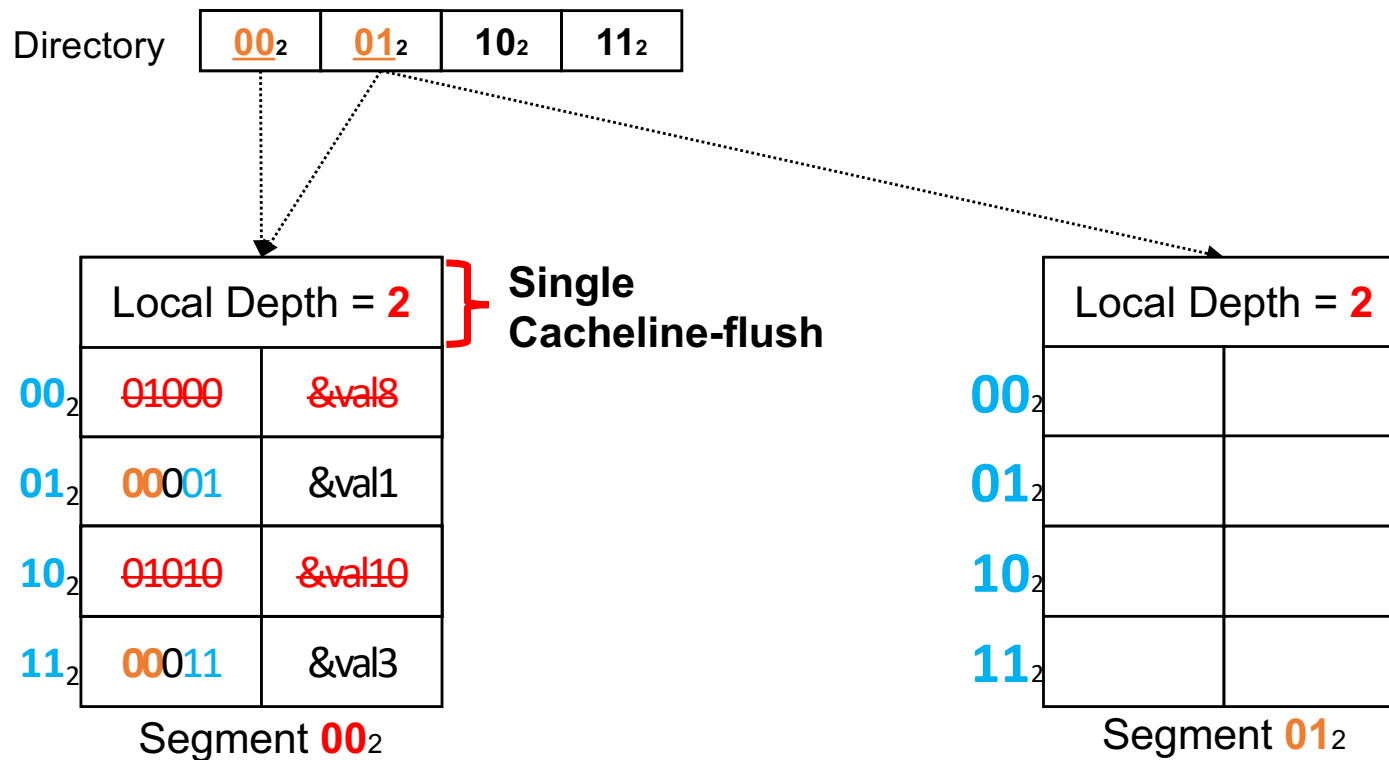 Directory 00₂ 01₂ 10₂ 11₂
Local Depth = 2
Single
Cacheline-flush
00₂ 01000 &val8
01₂ 00001 &val1
10₂ 01010 &val10
11₂ 00011 &val3
Segment 00₂
Local Depth = 2
00₂
01₂
10₂
11₂
Segment 01₂